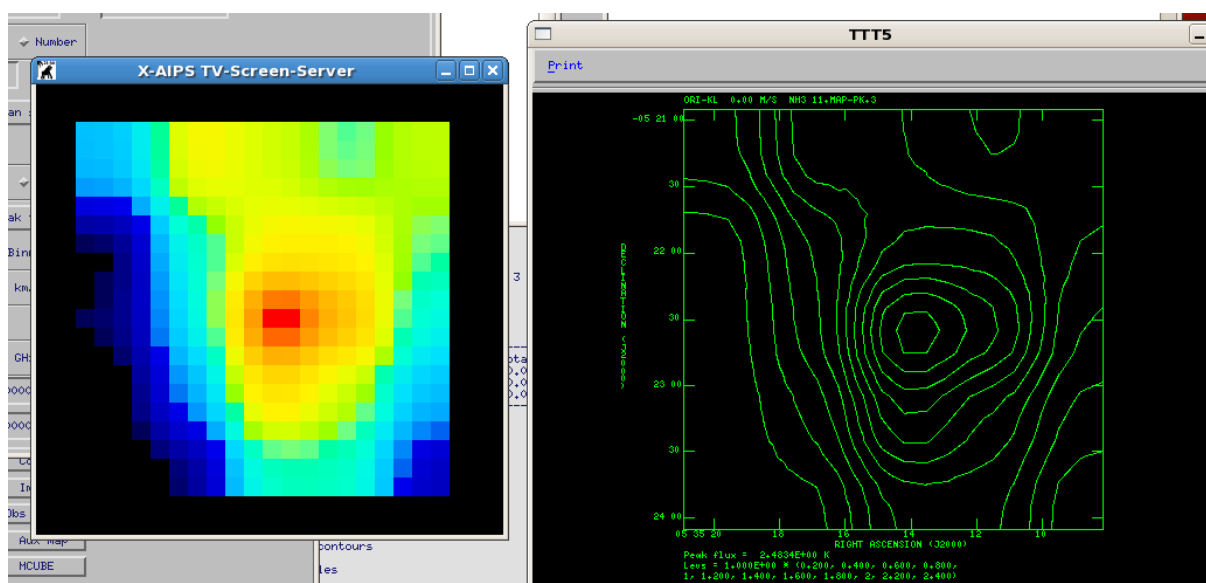 Number
X-AIPS TV-Screen-Server
TTT5
Print
ORI-KL 0.00 M/S NH3 11.MAP-PK.3
-05 21 00
30
22 00
30
23 00
30
24 00
DECLINATION (J2000)
05 35 20
18
16
14
12
10
RIGHT ASCENSION (J2000)
Peak flux = 2.4834E+00 K
Levs = 1.000E+00 * (0.200, 0.400, 0.600, 0.800,
1, 1.200, 1.400, 1.600, 1.800, 2, 2.200, 2.400)
3
Aux Map
MCUBE
contours